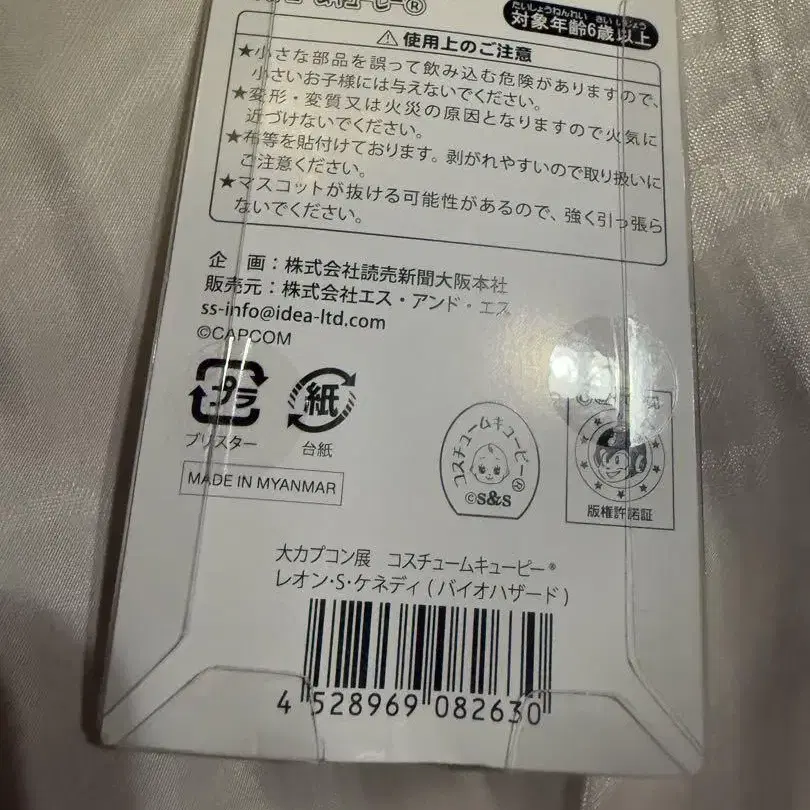 コスチュームキューピー®
たいしょうねんれい さい いじょう
対象年齢6歳以上
使用上のご注意
★小さな部品を誤って飲み込む危険がありますので、
小さいお子様には与えないでください。
★変形・変質又は火災の原因となりますので火気に
近づけないでください。
★布等を貼付けております。剥がれやすいので取り扱いに
ご注意ください。
★マスコットが抜ける可能性があるので、強く引っ張ら
ないでください。
企 画：株式会社読売新聞大阪本社
販売元：株式会社エス・アンド・エス
ss-info@idea-ltd.com
©CAPCOM
プラ
ブリスター
紙
台紙
MADE IN MYANMAR
コスチュームキューピー®
©S&S
版権許諾証
大カプコン展 コスチュームキューピー®
レオン・S・ケネディ(バイオハザード)
4 528969 082630